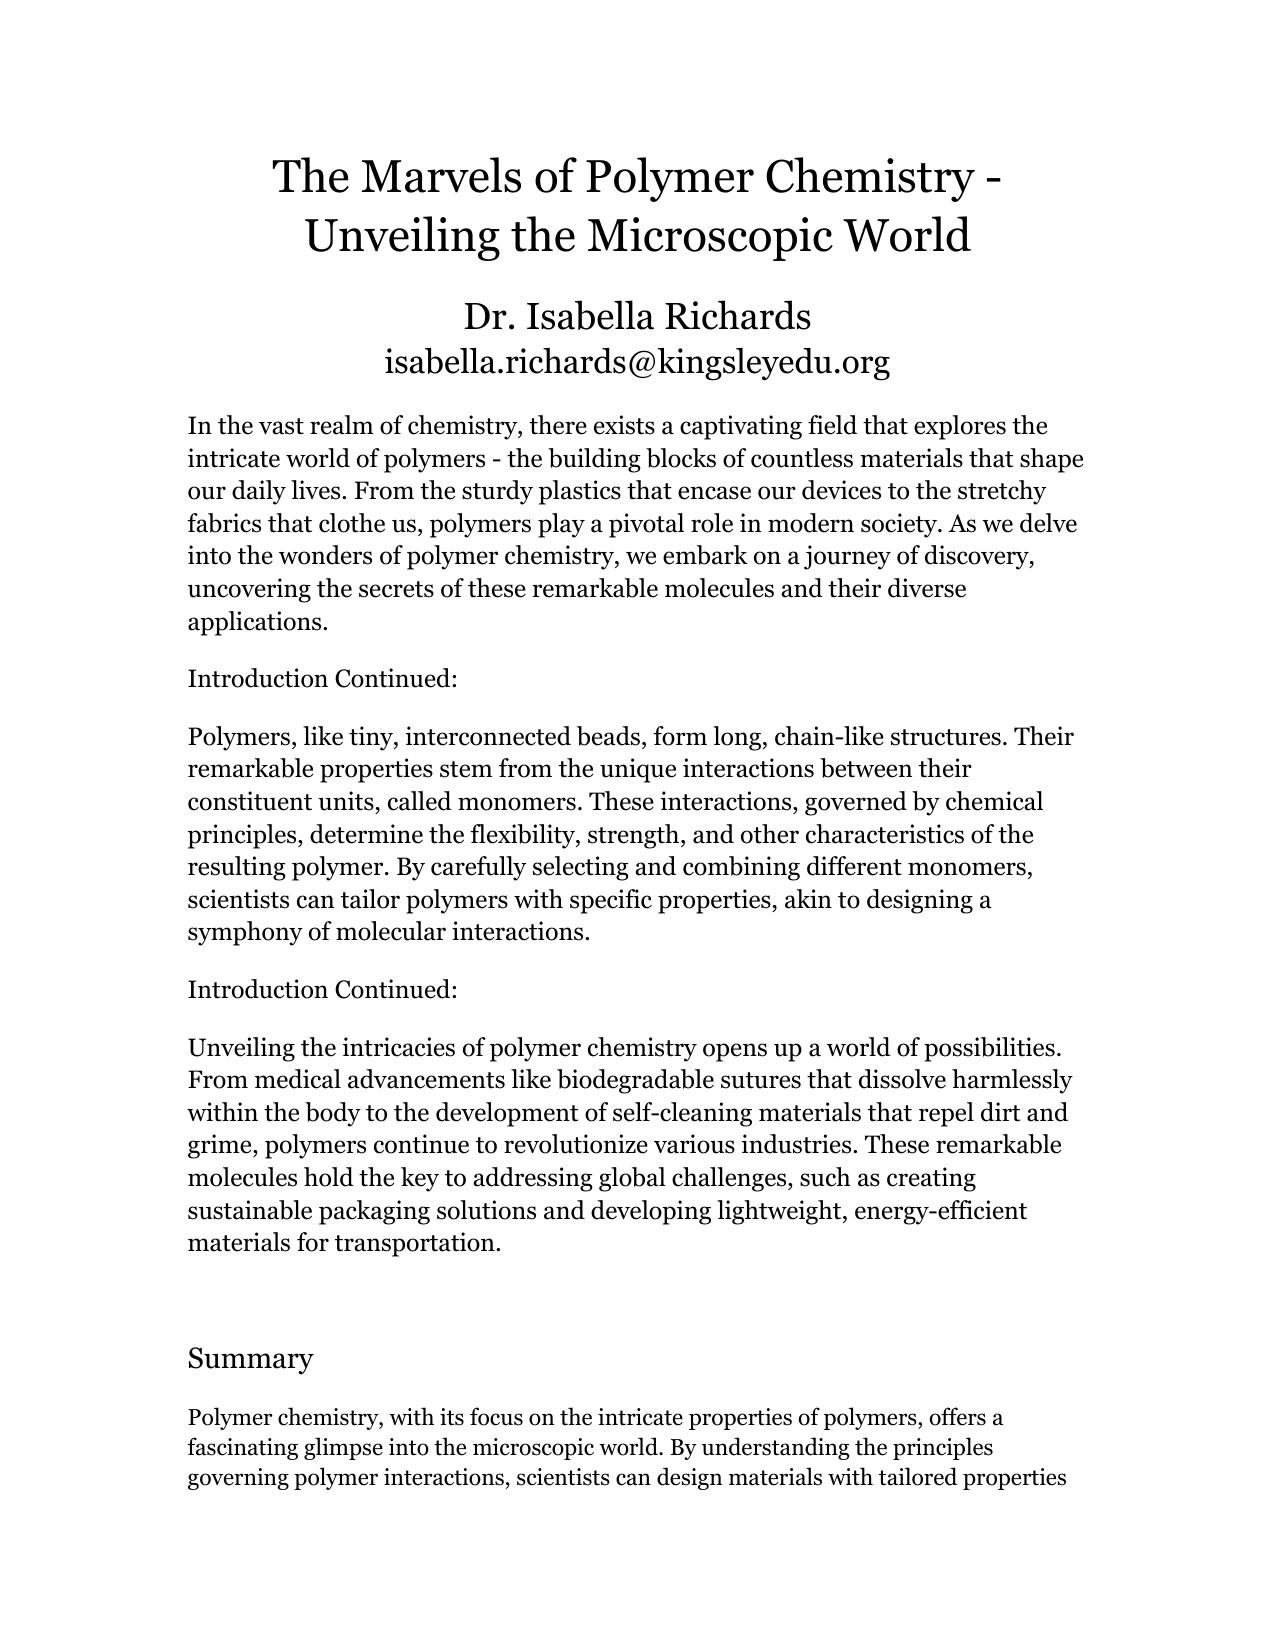 The Marvels of Polymer Chemistry -
Unveiling the Microscopic World
Dr. Isabella Richards
isabella.richards@kingsleyedu.org
In the vast realm of chemistry, there exists a captivating field that explores the
intricate world of polymers - the building blocks of countless materials that shape
our daily lives. From the sturdy plastics that encase our devices to the stretchy
fabrics that clothe us, polymers play a pivotal role in modern society. As we delve
into the wonders of polymer chemistry, we embark on a journey of discovery,
uncovering the secrets of these remarkable molecules and their diverse
applications.
Introduction Continued:
Polymers, like tiny, interconnected beads, form long, chain-like structures. Their
remarkable properties stem from the unique interactions between their
constituent units, called monomers. These interactions, governed by chemical
principles, determine the flexibility, strength, and other characteristics of the
resulting polymer. By carefully selecting and combining different monomers,
scientists can tailor polymers with specific properties, akin to designing a
symphony of molecular interactions.
Introduction Continued:
Unveiling the intricacies of polymer chemistry opens up a world of possibilities.
From medical advancements like biodegradable sutures that dissolve harmlessly
within the body to the development of self-cleaning materials that repel dirt and
grime, polymers continue to revolutionize various industries. These remarkable
molecules hold the key to addressing global challenges, such as creating
sustainable packaging solutions and developing lightweight, energy-efficient
materials for transportation.
Summary
Polymer chemistry, with its focus on the intricate properties of polymers, offers a
fascinating glimpse into the microscopic world. By understanding the principles
governing polymer interactions, scientists can design materials with tailored properties